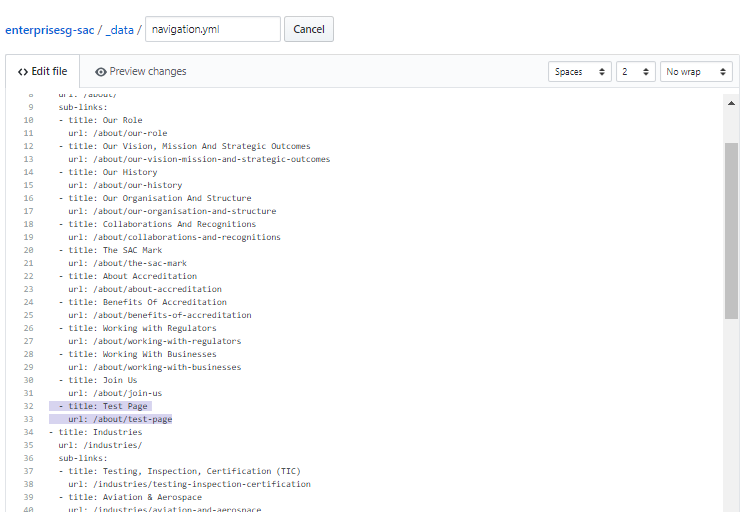 enterprisesg-sac / _data / navigation.yml Cancel
<> Edit file Preview changes Spaces 2 No wrap
8 url: /about/
9 sub-links:
10 - title: Our Role
11 url: /about/our-role
12 - title: Our Vision, Mission And Strategic Outcomes
13 url: /about/our-vision-mission-and-strategic-outcomes
14 - title: Our History
15 url: /about/our-history
16 - title: Our Organisation And Structure
17 url: /about/our-organisation-and-structure
18 - title: Collaborations And Recognitions
19 url: /about/collaborations-and-recognitions
20 - title: The SAC Mark
21 url: /about/the-sac-mark
22 - title: About Accreditation
23 url: /about/about-accreditation
24 - title: Benefits Of Accreditation
25 url: /about/benefits-of-accreditation
26 - title: Working with Regulators
27 url: /about/working-with-regulators
28 - title: Working With Businesses
29 url: /about/working-with-businesses
30 - title: Join Us
31 url: /about/join-us
32 - title: Test Page
33 url: /about/test-page
34 - title: Industries
35 url: /industries/
36 sub-links:
37 - title: Testing, Inspection, Certification (TIC)
38 url: /industries/testing-inspection-certification
39 - title: Aviation & Aerospace
40 url: /industries/aviation-and-aerospace